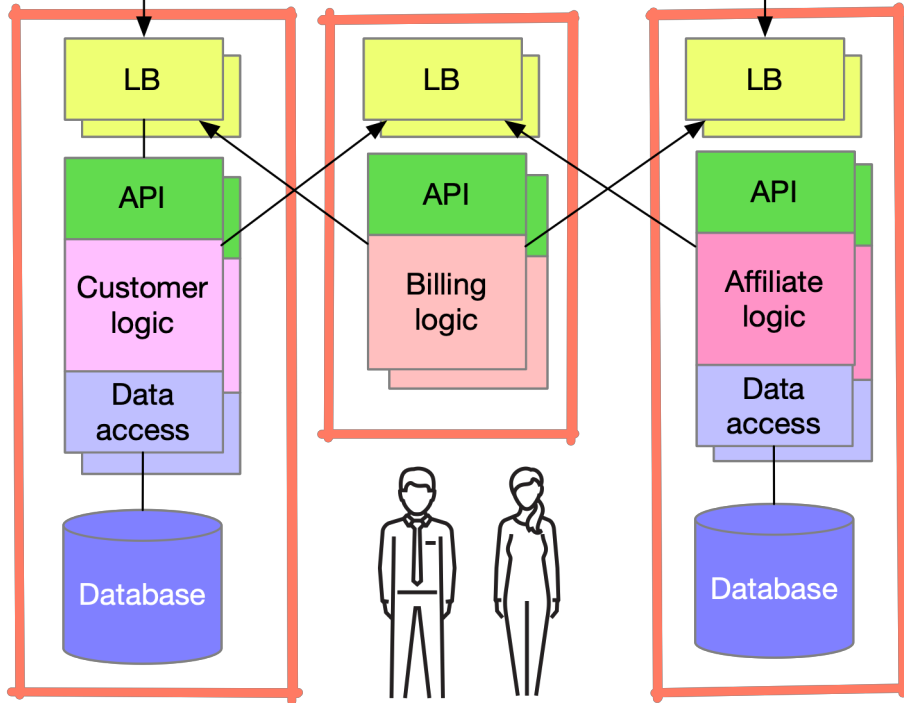 LB
API
Customer
logic
Data
access
Database
LB
API
Billing
logic
LB
API
Affiliate
logic
Data
access
Database